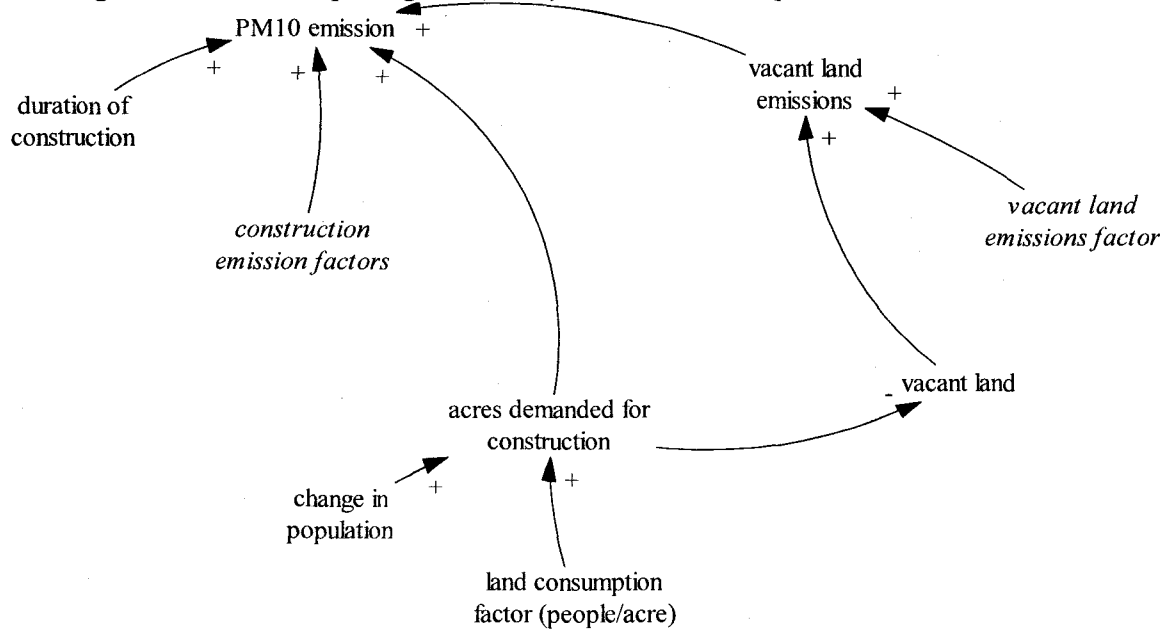 PM10 emission +
+
+
+
duration of
construction
construction
emission factors
vacant land
emissions
+
+
vacant land
emissions factor
- vacant land
acres demanded for
construction
+
+
change in
population
land consumption
factor (people/acre)